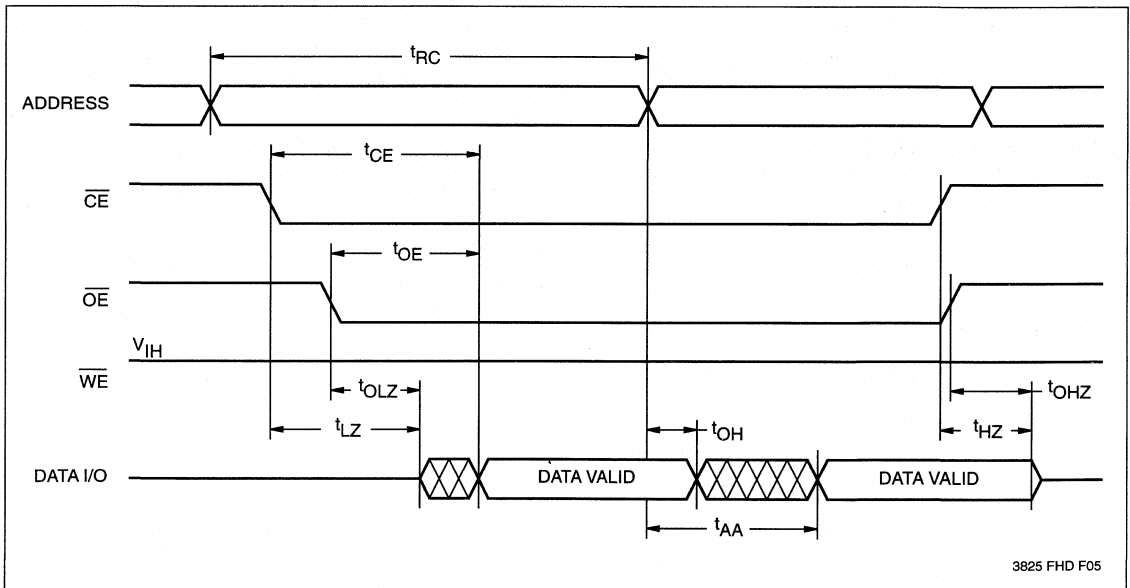 tRC
ADDRESS
tCE
CE
tOE
OE
VIH
WE
tOLZ
tOHZ
tLZ
tOH
tHZ
DATA I/O
DATA VALID
DATA VALID
tAA
3825 FHD F05